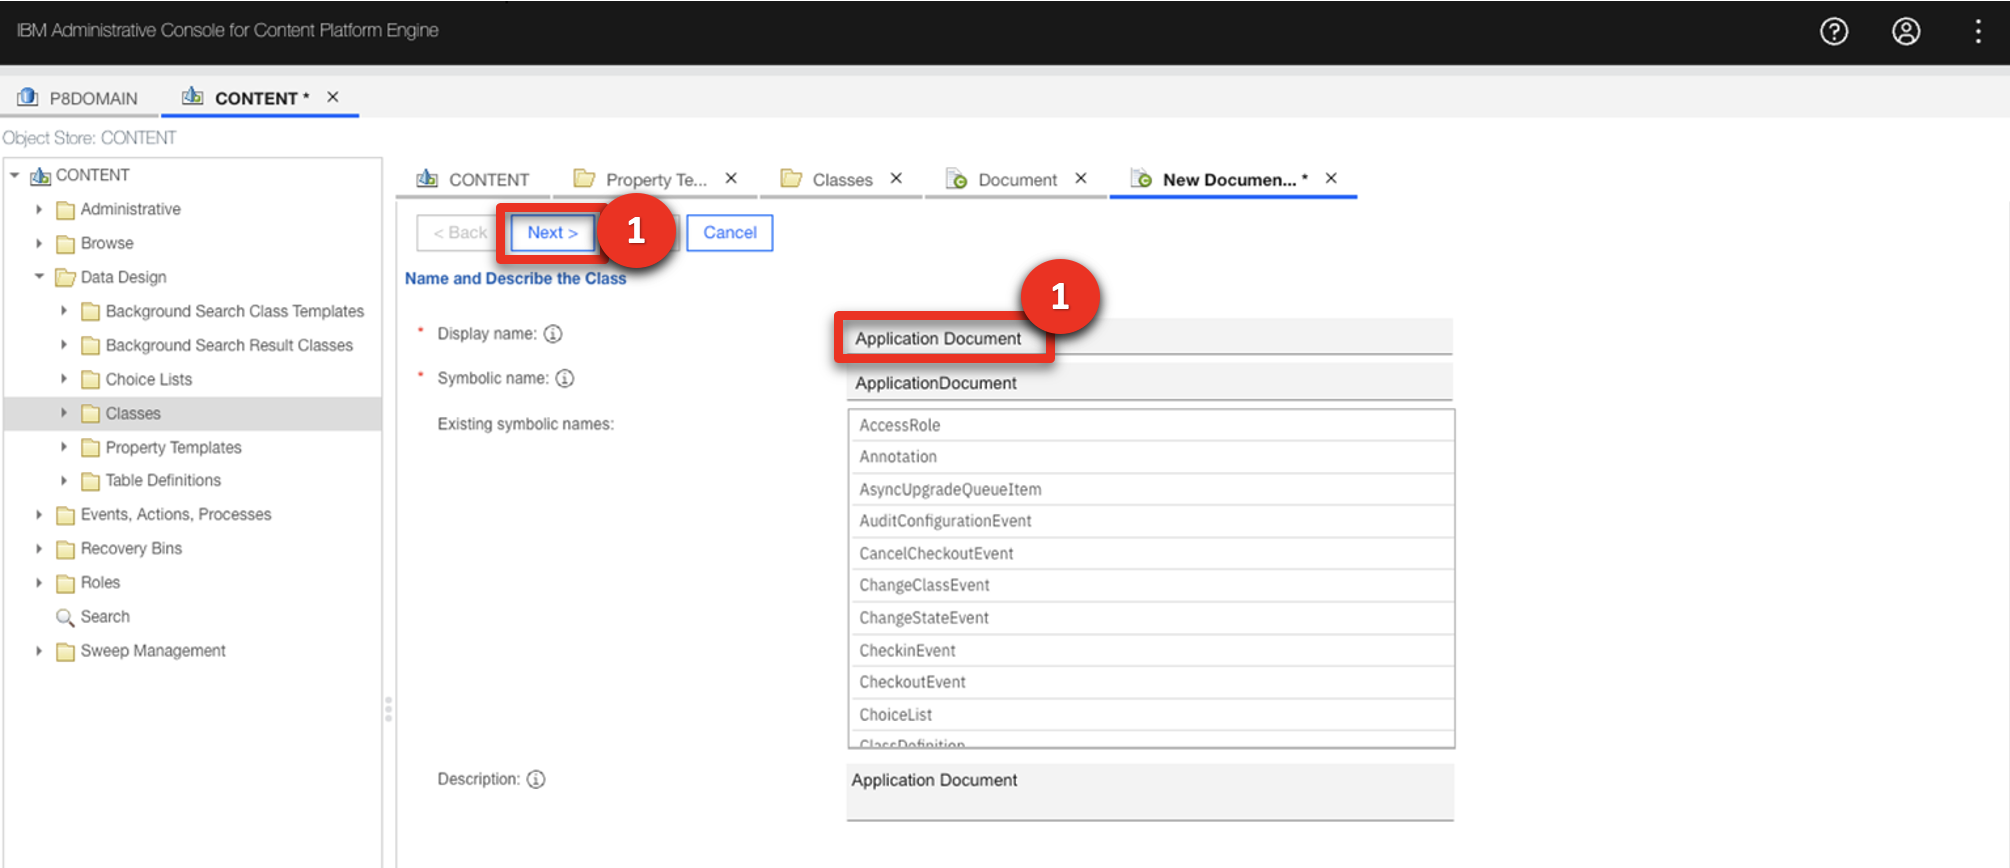 IBM Administrative Console for Content Platform Engine
P8DOMAIN
CONTENT *
Object Store: CONTENT
CONTENT
Administrative
Browse
Data Design
Background Search Class Templates
Background Search Result Classes
Choice Lists
Classes
Property Templates
Table Definitions
Events, Actions, Processes
Recovery Bins
Roles
Search
Sweep Management
CONTENT
Property Te...
Classes
Document
New Documen... *
< Back
Next >
1
Cancel
Name and Describe the Class
1
* Display name:
Application Document
* Symbolic name:
ApplicationDocument
Existing symbolic names:
AccessRole
Annotation
AsyncUpgradeQueueItem
AuditConfigurationEvent
CancelCheckoutEvent
ChangeClassEvent
ChangeStateEvent
CheckinEvent
CheckoutEvent
ChoiceList
ClassDefinition
Description:
Application Document